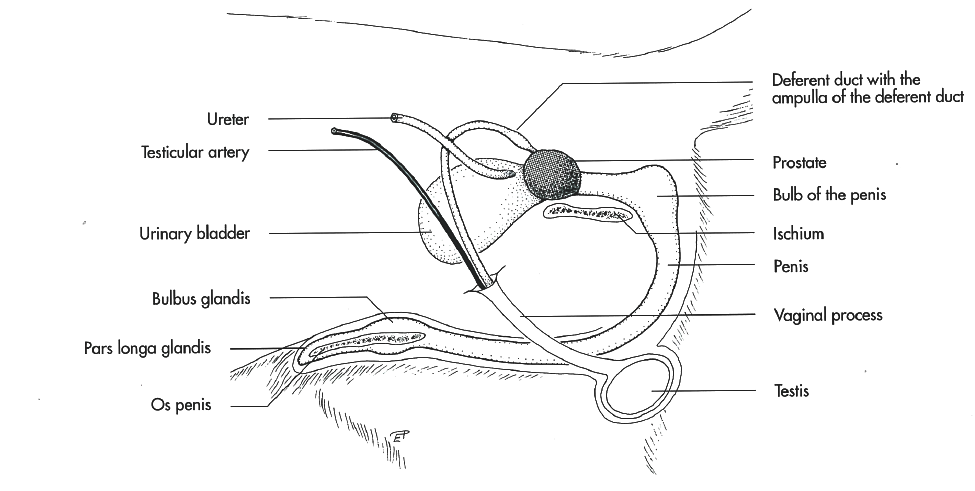 Deferent duct with the
ampulla of the deferent duct
Ureter
Testicular artery
Prostate
Bulb of the penis
Urinary bladder
Ischium
Penis
Bulbus glandis
Vaginal process
Pars longa glandis
Testis
Os penis
EP